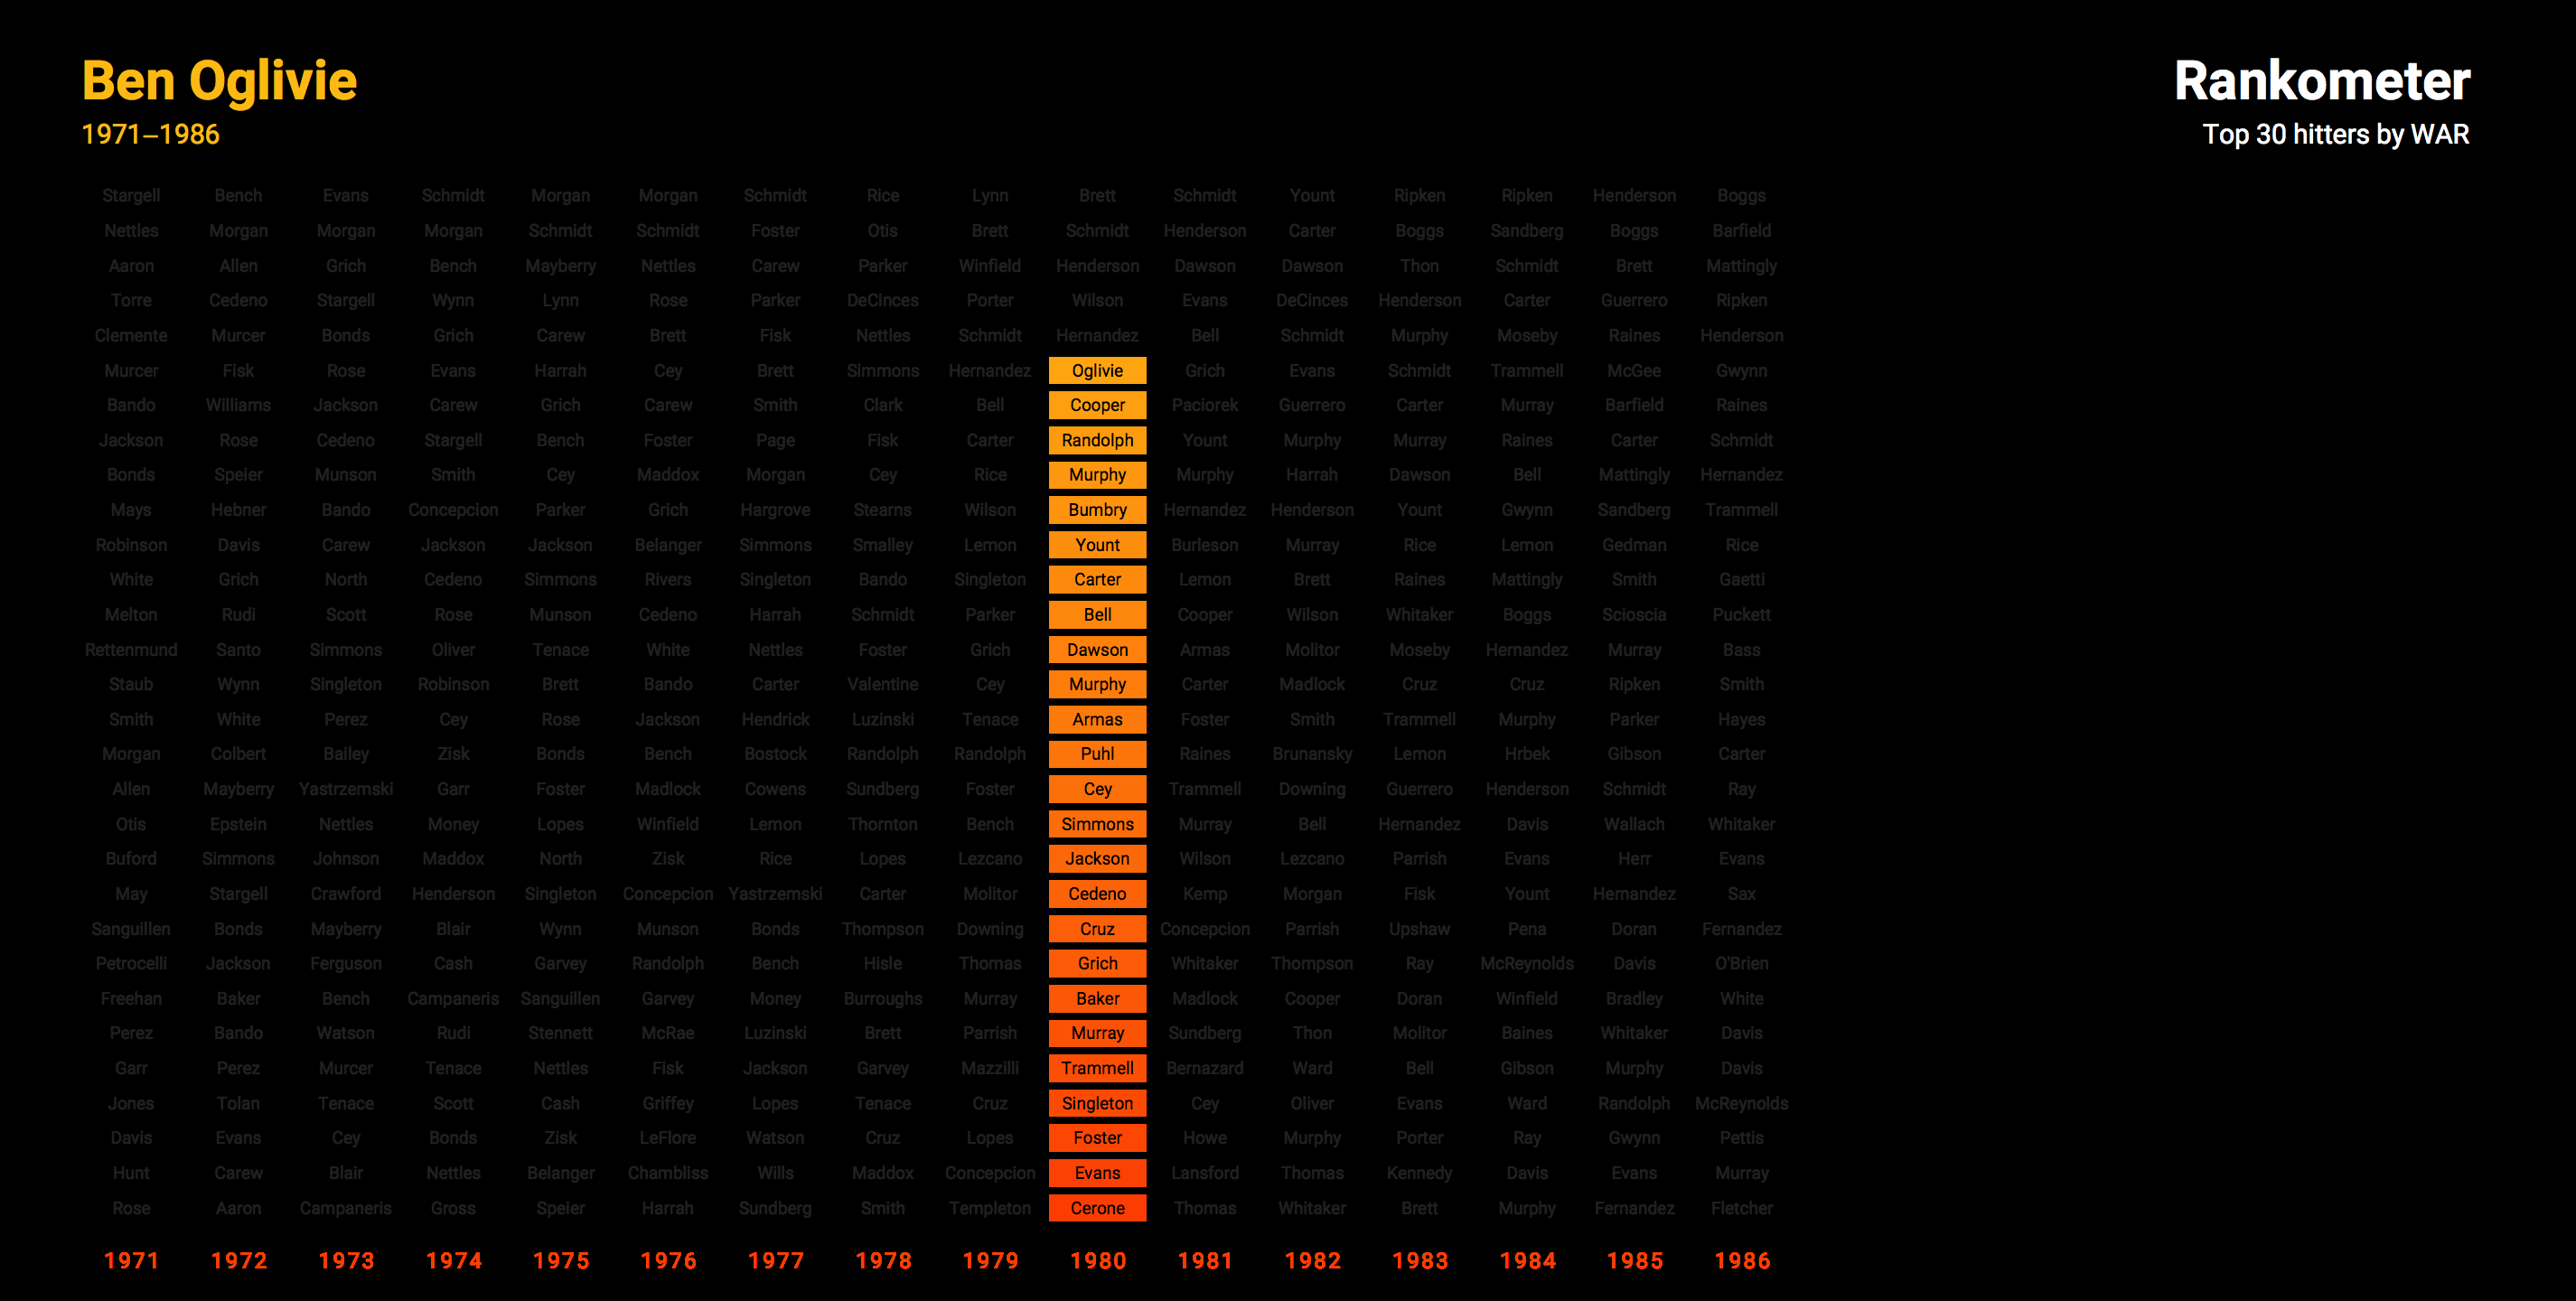 Ben Oglivie
1971–1986
Rankometer
Top 30 hitters by WAR
Stargell Bench Evans Schmidt Morgan Morgan Schmidt Rice Lynn Brett Schmidt Yount Ripken Ripken Henderson Boggs
Nettles Morgan Morgan Morgan Schmidt Schmidt Foster Otis Brett Schmidt Henderson Carter Boggs Sandberg Boggs Barfield
Aaron Allen Grich Bench Mayberry Nettles Carew Parker Winfield Henderson Dawson Dawson Thon Schmidt Brett Mattingly
Torre Cedeno Stargell Wynn Lynn Rose Parker DeCinces Porter Wilson Evans DeCinces Henderson Carter Guerrero Ripken
Clemente Murcer Bonds Grich Carew Brett Fisk Nettles Schmidt Hernandez Bell Schmidt Murphy Moseby Raines Henderson
Murcer Fisk Rose Evans Harrah Cey Brett Simmons Hernandez Oglivie Grich Evans Schmidt Trammell McGee Gwynn
Bando Williams Jackson Carew Grich Carew Smith Clark Bell Cooper Paciorek Guerrero Carter Murray Barfield Raines
Jackson Rose Cedeno Stargell Bench Foster Page Fisk Carter Randolph Yount Murphy Murray Raines Carter Schmidt
Bonds Speier Munson Smith Cey Maddox Morgan Cey Rice Murphy Murphy Harrah Dawson Bell Mattingly Hernandez
Mays Hebner Bando Concepcion Parker Grich Hargrove Stearns Wilson Bumbry Hernandez Henderson Yount Gwynn Sandberg Trammell
Robinson Davis Carew Jackson Jackson Belanger Simmons Smalley Lemon Yount Burleson Murray Rice Lemon Gedman Rice
White Grich North Cedeno Simmons Rivers Singleton Bando Singleton Carter Lemon Brett Raines Mattingly Smith Gaetti
Melton Rudi Scott Rose Munson Cedeno Harrah Schmidt Parker Bell Cooper Wilson Whitaker Boggs Scioscia Puckett
Rettenmund Santo Simmons Oliver Tenace White Nettles Foster Grich Dawson Armas Molitor Moseby Hernandez Murray Bass
Staub Wynn Singleton Robinson Brett Bando Carter Valentine Cey Murphy Carter Madlock Cruz Cruz Ripken Smith
Smith White Perez Cey Rose Jackson Hendrick Luzinski Tenace Armas Foster Smith Trammell Murphy Parker Hayes
Morgan Colbert Bailey Zisk Bonds Bench Bostock Randolph Randolph Puhl Raines Brunansky Lemon Hrbek Gibson Carter
Allen Mayberry Yastrzemski Garr Foster Madlock Cowens Sundberg Foster Cey Trammell Downing Guerrero Henderson Schmidt Ray
Otis Epstein Nettles Money Lopes Winfield Lemon Thornton Bench Simmons Murray Bell Hernandez Davis Wallach Whitaker
Buford Simmons Johnson Maddox North Zisk Rice Lopes Lezcano Jackson Wilson Lezcano Parrish Evans Herr Evans
May Stargell Crawford Henderson Singleton Concepcion Yastrzemski Carter Molitor Cedeno Kemp Morgan Fisk Yount Hernandez Sax
Sanguillen Bonds Mayberry Blair Wynn Munson Bonds Thompson Downing Cruz Concepcion Parrish Upshaw Pena Doran Fernandez
Petrocelli Jackson Ferguson Cash Garvey Randolph Bench Hisle Thomas Grich Whitaker Thompson Ray McReynolds Davis O'Brien
Freehan Baker Bench Campaneris Sanguillen Garvey Money Burroughs Murray Baker Madlock Cooper Doran Winfield Bradley White
Perez Bando Watson Rudi Stennett McRae Luzinski Brett Parrish Murray Sundberg Thon Molitor Baines Whitaker Davis
Garr Perez Murcer Tenace Nettles Fisk Jackson Garvey Mazzilli Trammell Bernazard Ward Bell Gibson Murphy Davis
Jones Tolan Tenace Scott Cash Griffey Lopes Tenace Cruz Singleton Cey Oliver Evans Ward Randolph McReynolds
Davis Evans Cey Bonds Zisk LeFlore Watson Cruz Lopes Foster Howe Murphy Porter Ray Gwynn Pettis
Hunt Carew Blair Nettles Belanger Chambliss Wills Maddox Concepcion Evans Lansford Thomas Kennedy Davis Evans Murray
Rose Aaron Campaneris Gross Speier Harrah Sundberg Smith Templeton Cerone Thomas Whitaker Brett Murphy Fernandez Fletcher
1971 1972 1973 1974 1975 1976 1977 1978 1979 1980 1981 1982 1983 1984 1985 1986